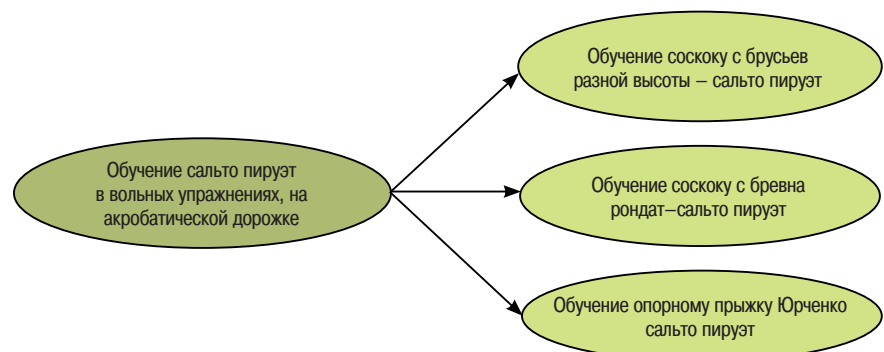 Обучение соскоку с брусьев
разной высоты – сальто пируэт
Обучение сальто пируэт
в вольных упражнениях, на
акробатической дорожке
Обучение соскоку с бревна
рондат–сальто пируэт
Обучение опорному прыжку Юрченко
сальто пируэт